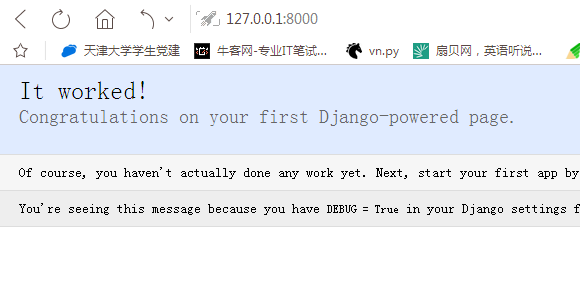 127.0.0.1:8000
天津大学学生党建 牛客网-专业IT笔试... vn.py 扇贝网，英语听说...
It worked!
Congratulations on your first Django-powered page.
Of course, you haven't actually done any work yet. Next, start your first app by
You're seeing this message because you have DEBUG = True in your Django settings f